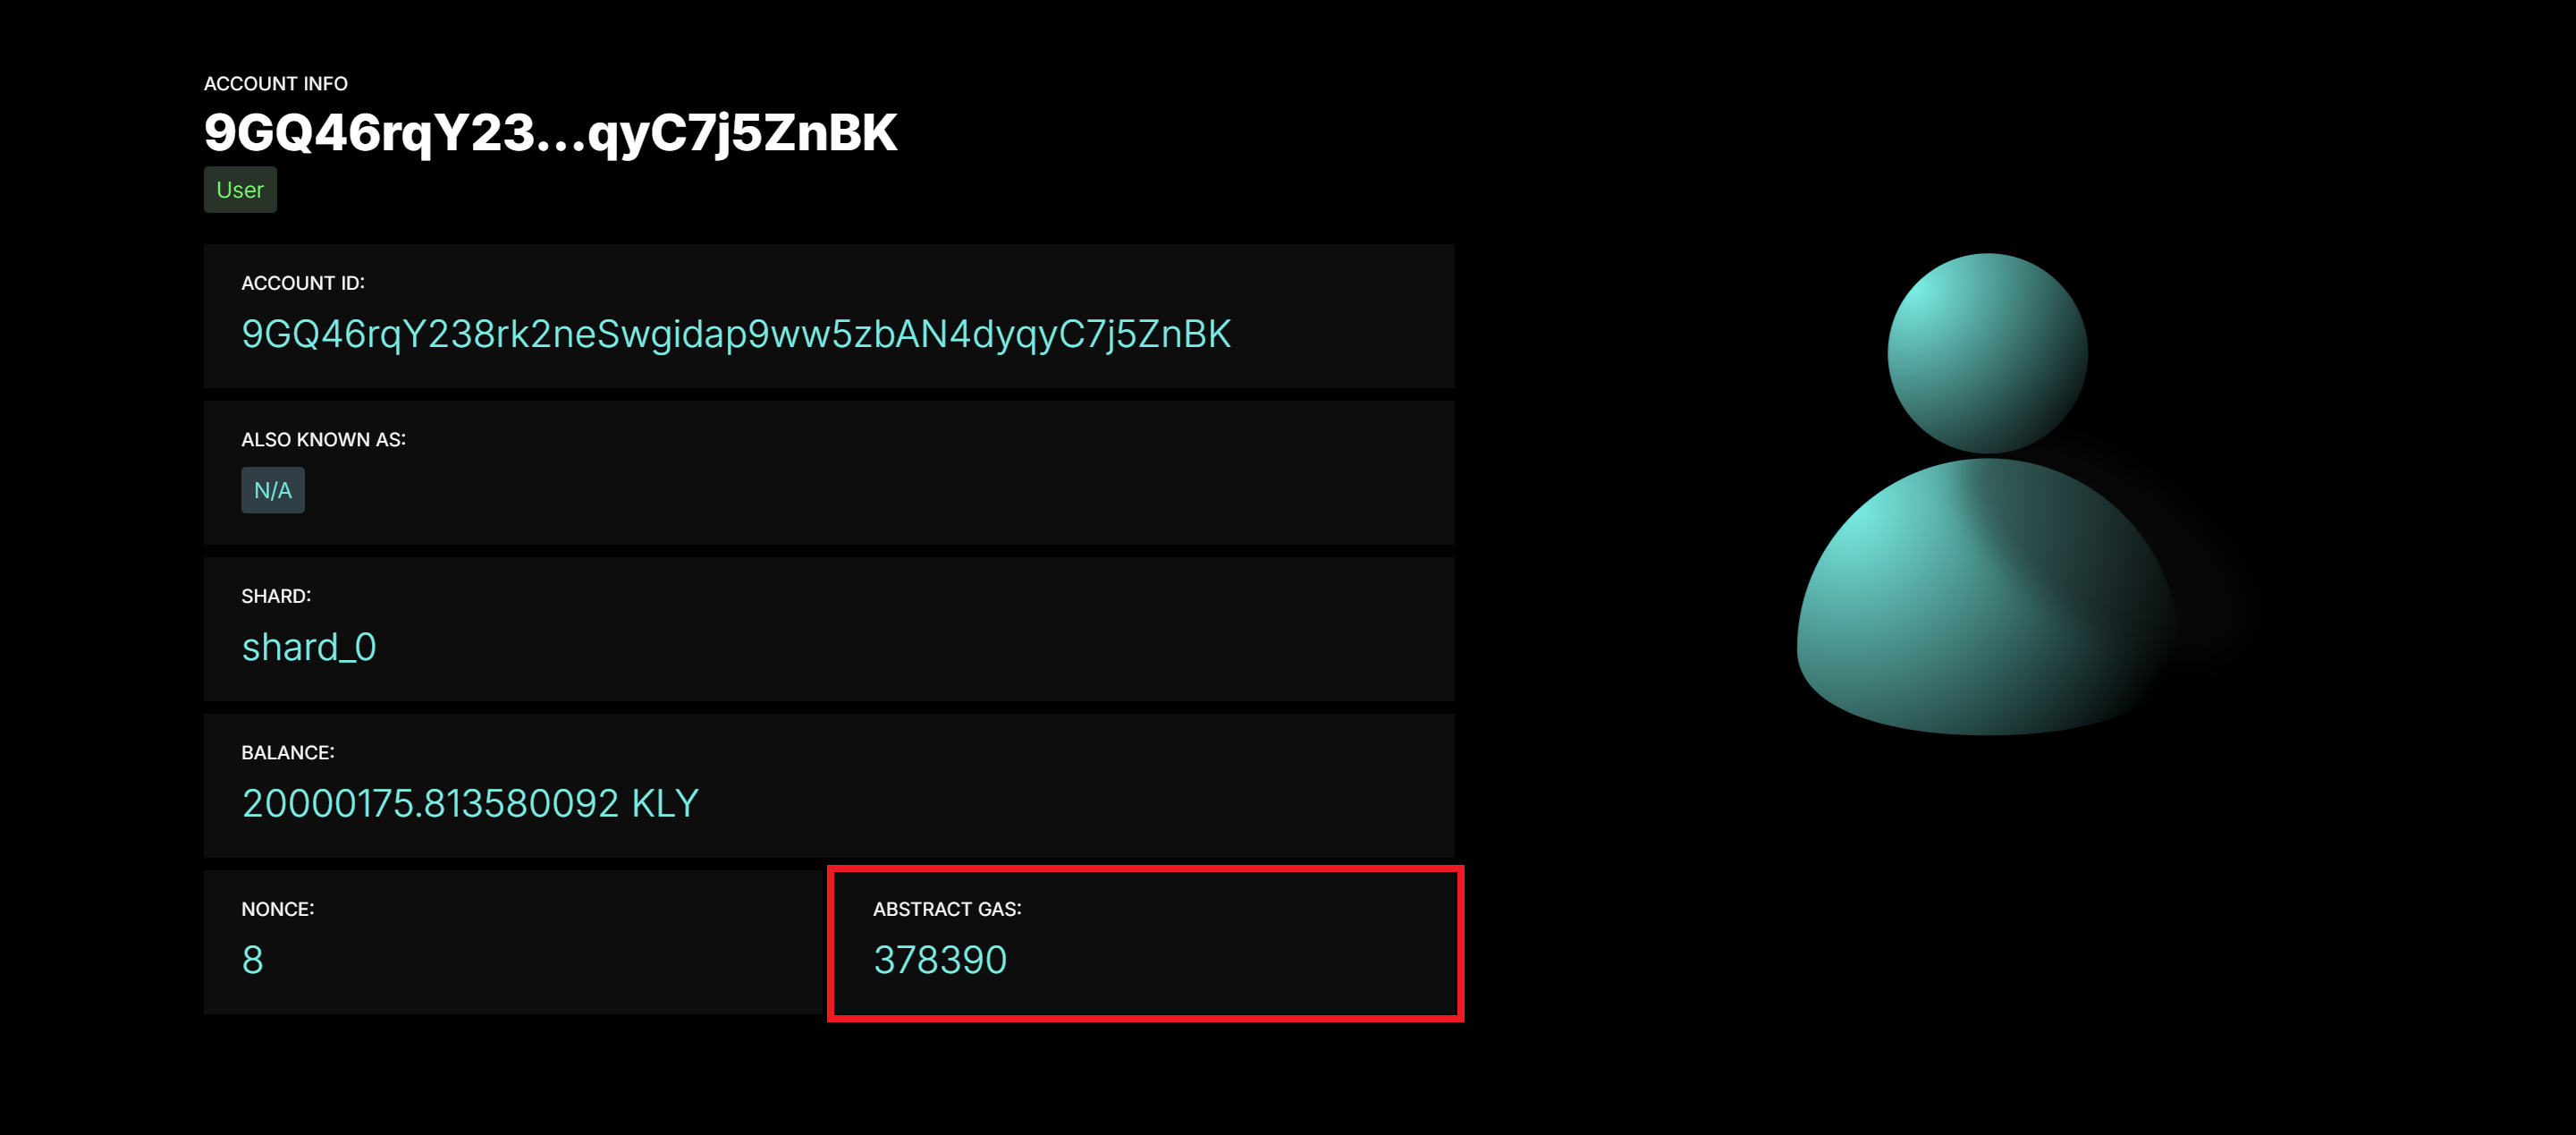 ACCOUNT INFO
9GQ46rqY23...qyC7j5ZnBK
User
ACCOUNT ID:
9GQ46rqY238rk2neSwgidap9ww5zbAN4dyqyC7j5ZnBK
ALSO KNOWN AS:
N/A
SHARD:
shard_0
BALANCE:
20000175.813580092 KLY
NONCE:
8
ABSTRACT GAS:
378390